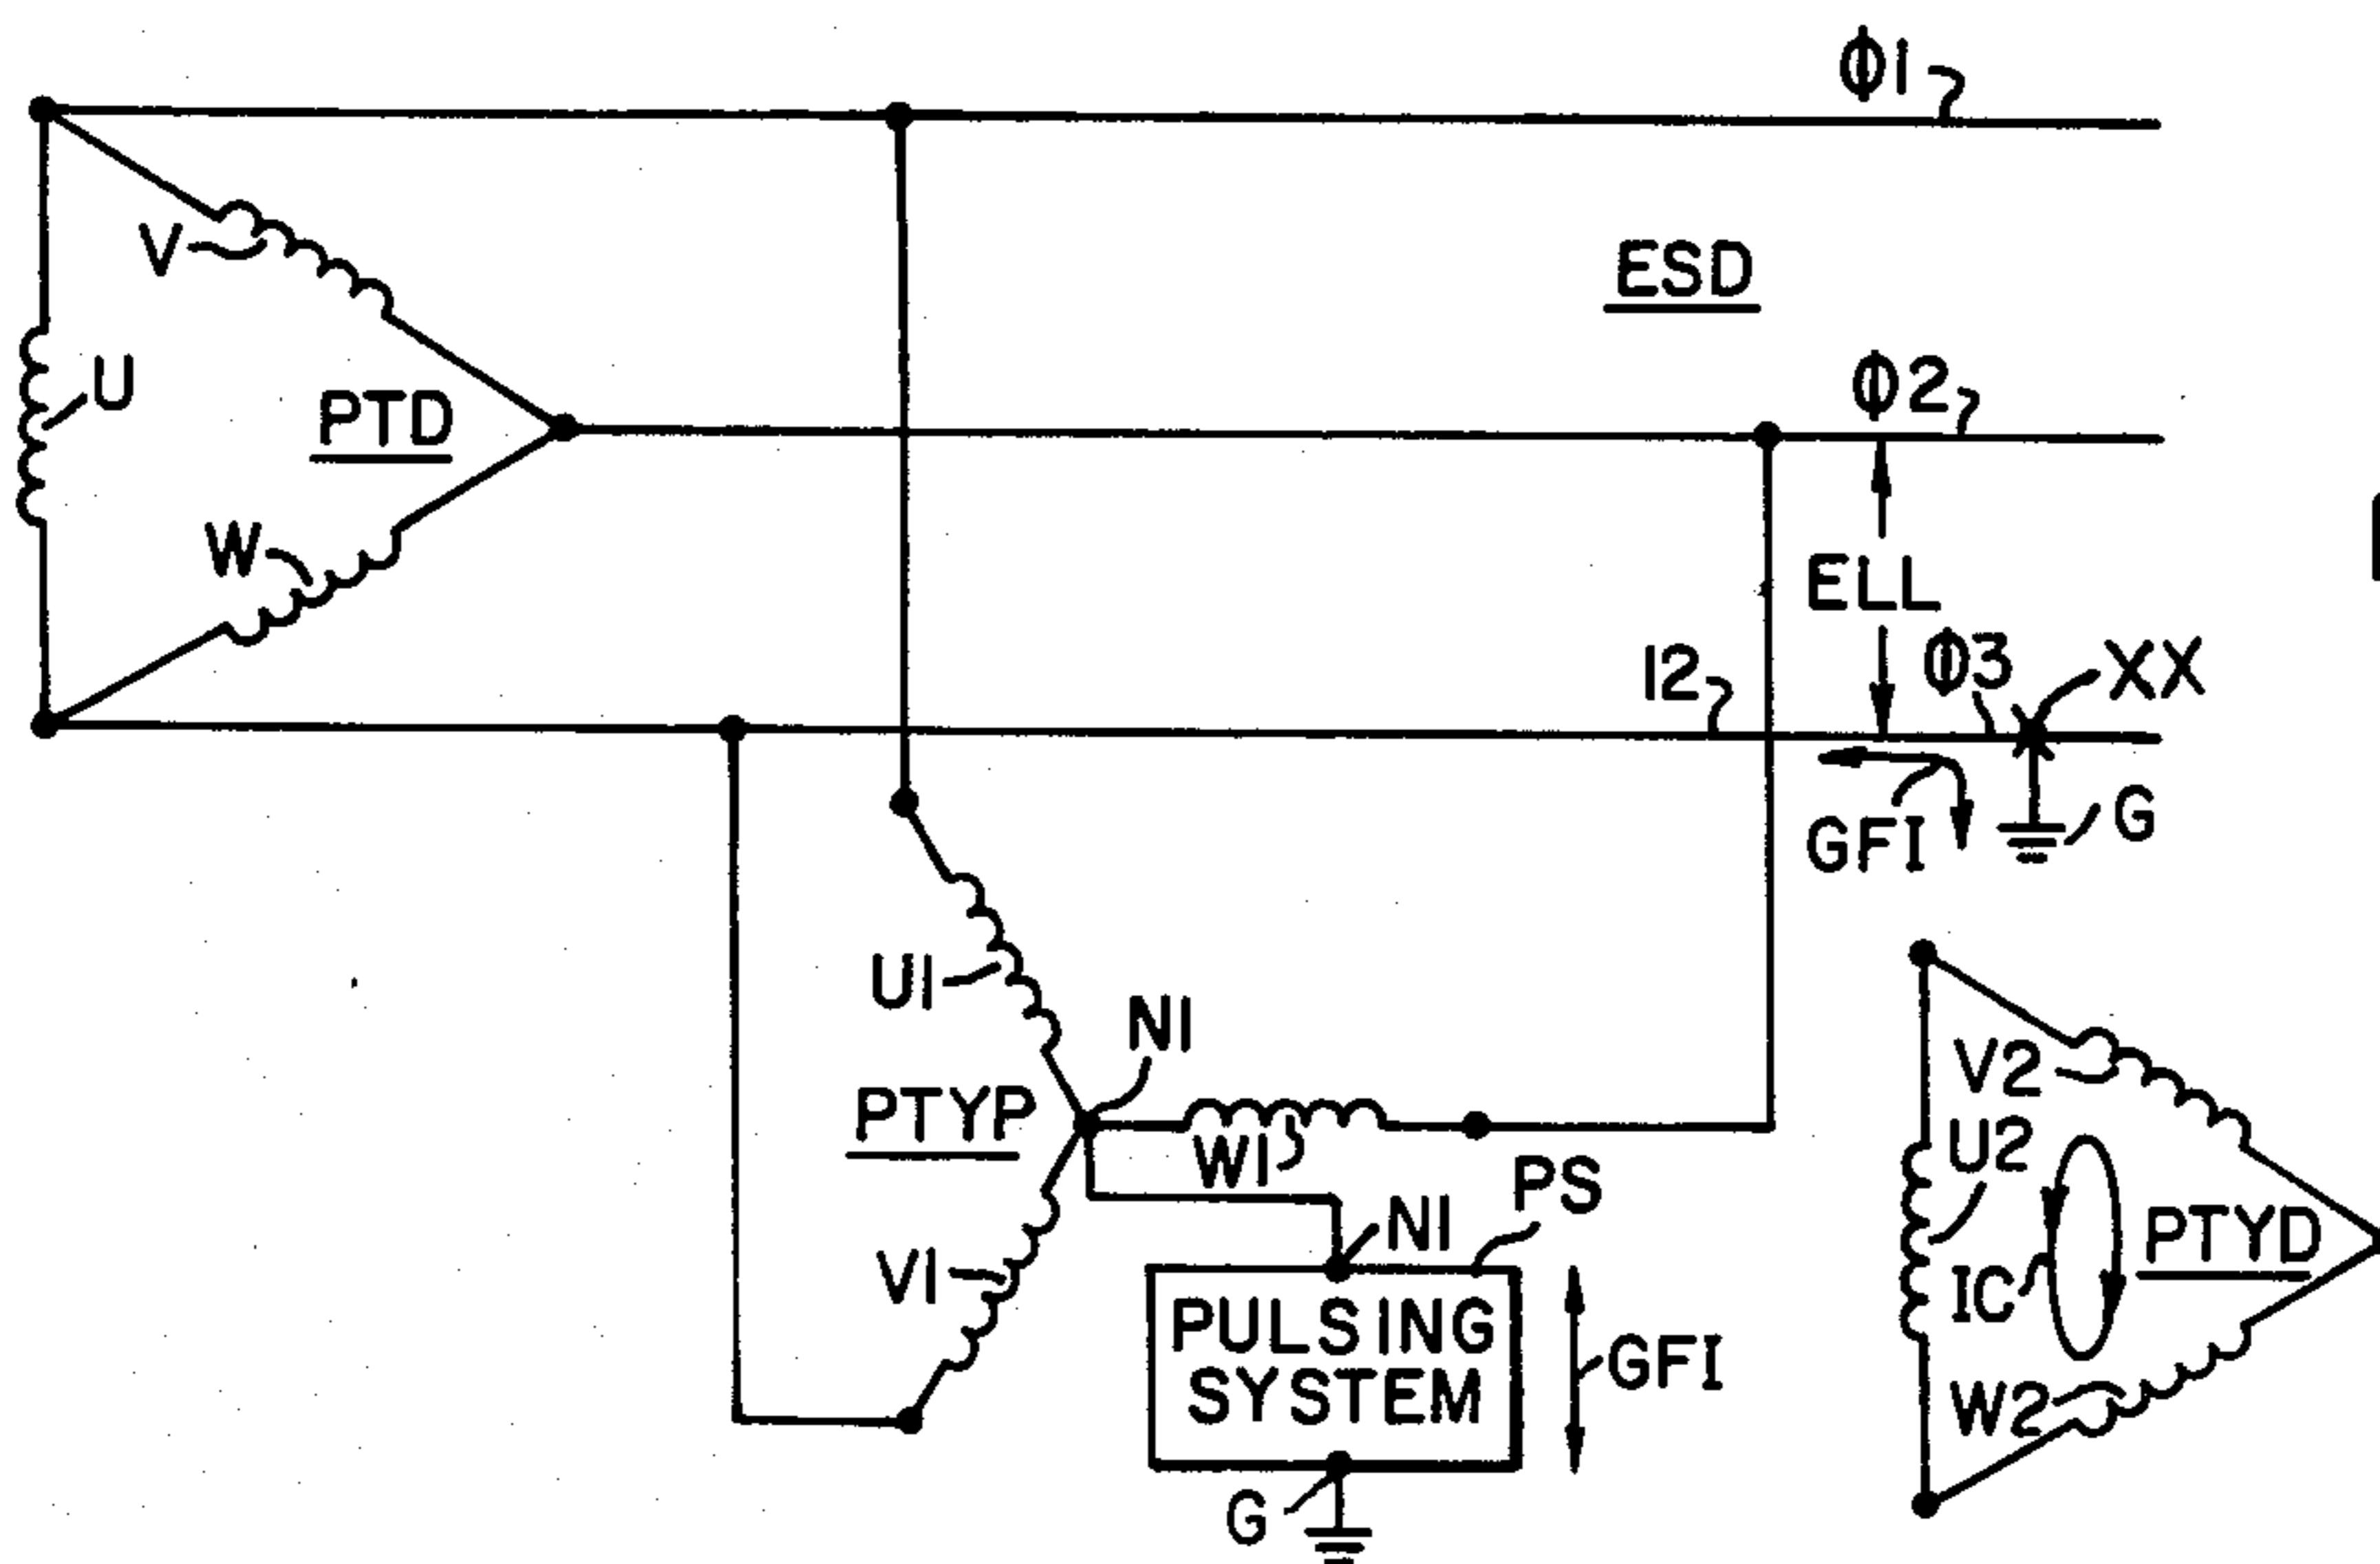 Φ1
V
ESD
Φ2
U
PTD
W
ELL
12
Φ3
XX
GFI
G
U1
N1
V2
PTYP
U2
W1
PS
N1
PTYD
V1
IC
PULSING
SYSTEM
GFI
W2
G